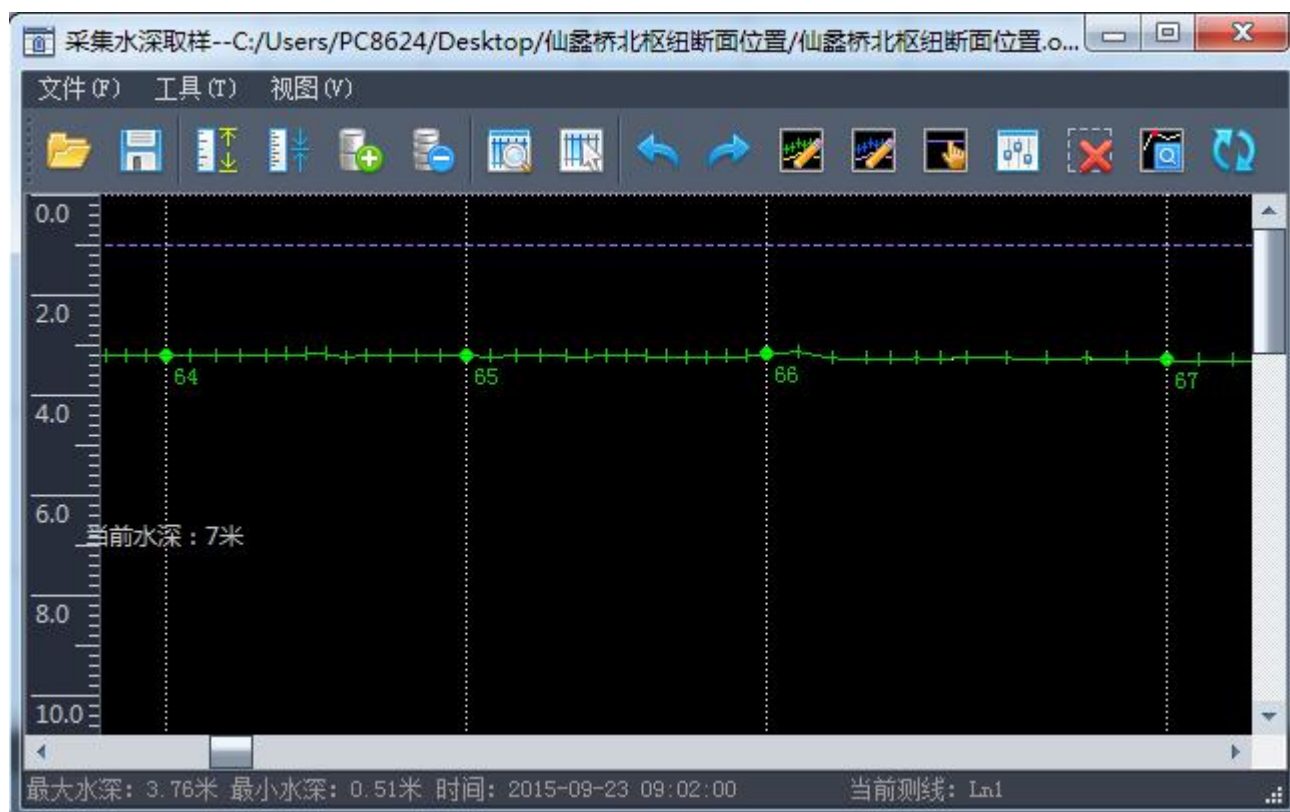 采集水深取样--C:/Users/PC8624/Desktop/仙蠡桥北枢纽断面位置/仙蠡桥北枢纽断面位置.o...
文件(F) 工具(T) 视图(V)
0.0
2.0
64 65 66 67
4.0
6.0
当前水深：7米
8.0
10.0
最大水深: 3.76米 最小水深: 0.51米 时间: 2015-09-23 09:02:00 当前测线: Ln1